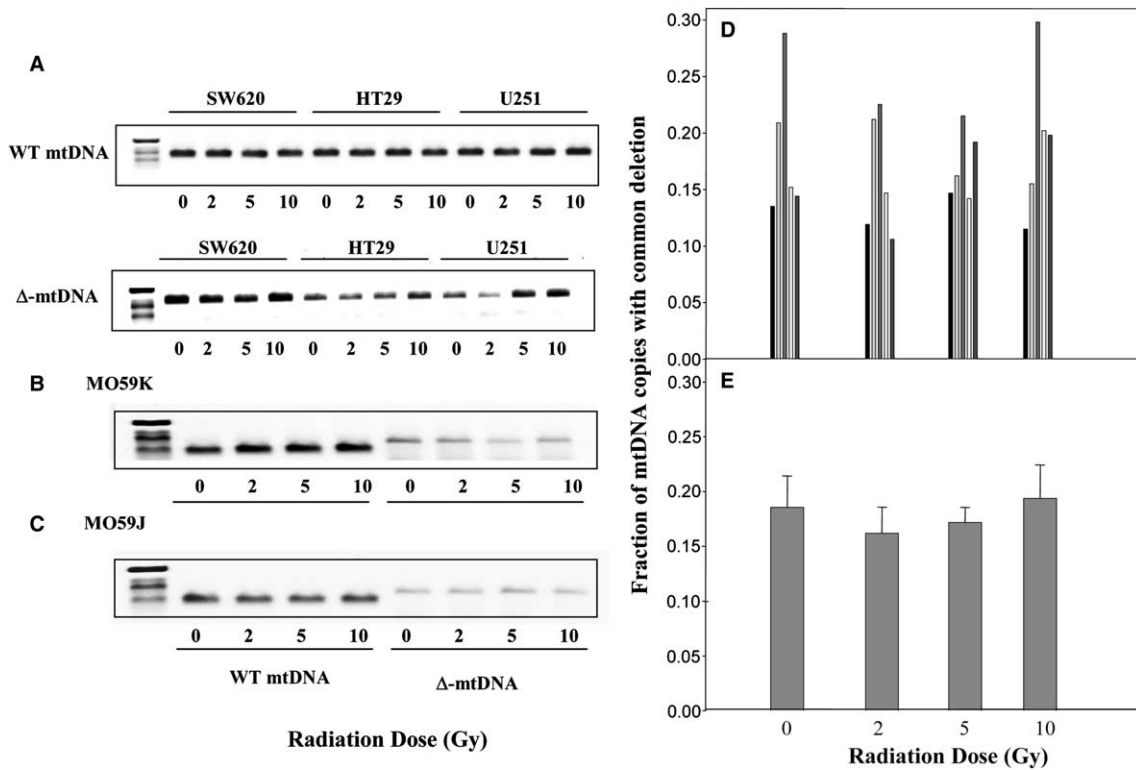 A
SW620 HT29 U251
WT mtDNA
0 2 5 10 0 2 5 10 0 2 5 10
SW620 HT29 U251
Δ-mtDNA
0 2 5 10 0 2 5 10 0 2 5 10
B MO59K
0 2 5 10 0 2 5 10
C MO59J
0 2 5 10 0 2 5 10
WT mtDNA Δ-mtDNA
Radiation Dose (Gy)
Fraction of mtDNA copies with common deletion
D
0.30
0.25
0.20
0.15
0.10
0.05
0.00
E
0.30
0.25
0.20
0.15
0.10
0.05
0.00
0 2 5 10
Radiation Dose (Gy)